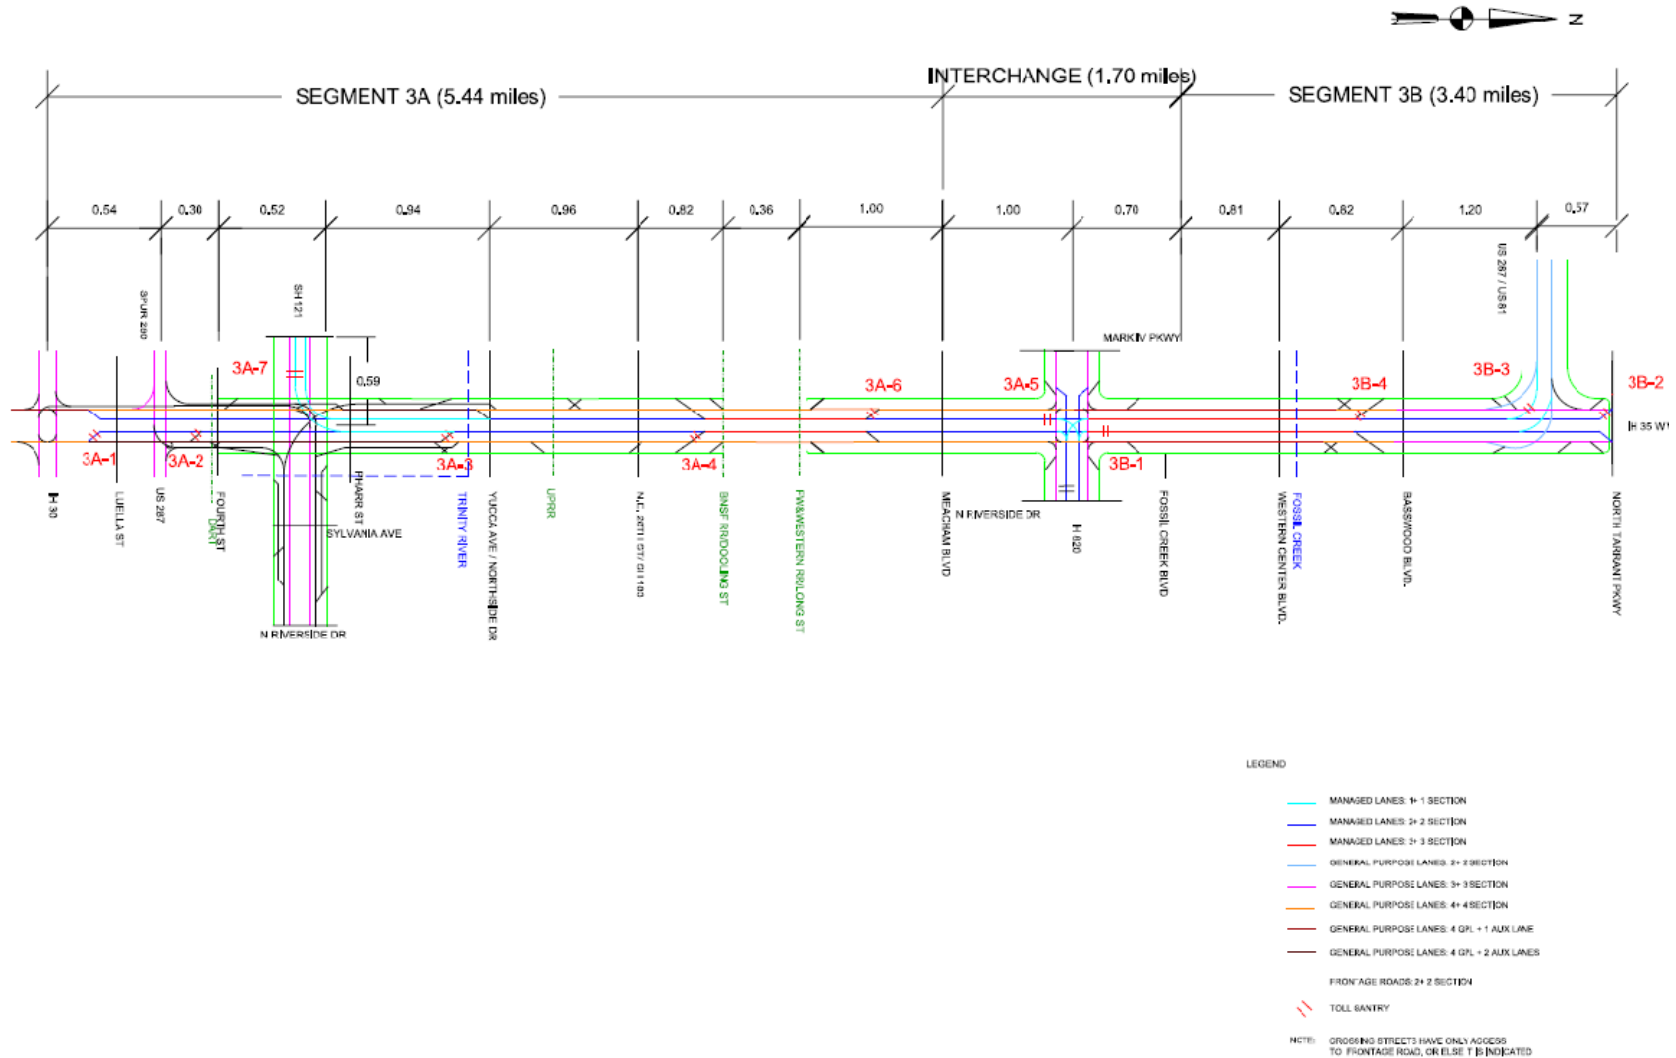 N
INTERCHANGE (1.70 miles)
SEGMENT 3A (5.44 miles)
SEGMENT 3B (3.40 miles)
0.54
0.30
0.52
0.94
0.96
0.82
0.36
1.00
1.00
0.70
0.81
0.62
1.20
0.57
SPUR 280
SH 121
US 287 / US 81
MARK IV PKWY
3A-7
0.59
3A-6
3A-5
3B-4
3B-3
3B-2
IH 35 W
3A-1
3A-2
3A-3
3A-4
3B-1
IH 30
LUELLA ST
US 287
FOURTH ST
DART
PHARR ST
SYLVANIA AVE
TRINITY RIVER
YUCCA AVE / NORTHSIDE DR
UPRR
N.E. 28TH ST/ SH 183
BNSF RR/DOOLING ST
FW&WESTERN RR/LONG ST
MEACHAM BLVD
N RIVERSIDE DR
IH 820
FOSSIL CREEK BLVD
WESTERN CENTER BLVD.
FOSSIL CREEK
BASSWOOD BLVD.
NORTH TARRANT PKWY
N RIVERSIDE DR
LEGEND
MANAGED LANES: 1+ 1 SECTION
MANAGED LANES: 2+ 2 SECTION
MANAGED LANES: 3+ 3 SECTION
GENERAL PURPOSE LANES: 2+ 2 SECTION
GENERAL PURPOSE LANES: 3+ 3 SECTION
GENERAL PURPOSE LANES: 4+ 4 SECTION
GENERAL PURPOSE LANES: 4 GPL + 1 AUX LANE
GENERAL PURPOSE LANES: 4 GPL + 2 AUX LANES
FRONTAGE ROADS: 2+ 2 SECTION
TOLL GANTRY
NOTE: CROSSING STREETS HAVE ONLY ACCESS
TO FRONTAGE ROAD, OR ELSE IT IS INDICATED